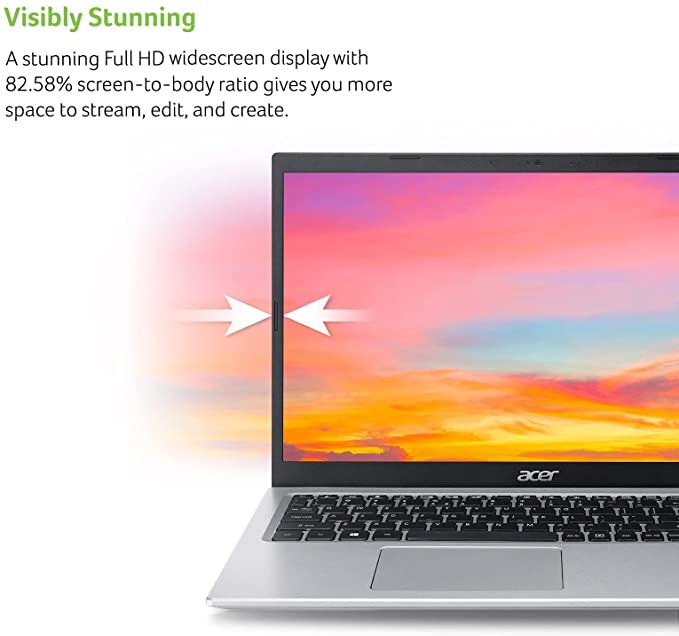 Visibly Stunning
A stunning Full HD widescreen display with
82.58% screen-to-body ratio gives you more
space to stream, edit, and create.
acer